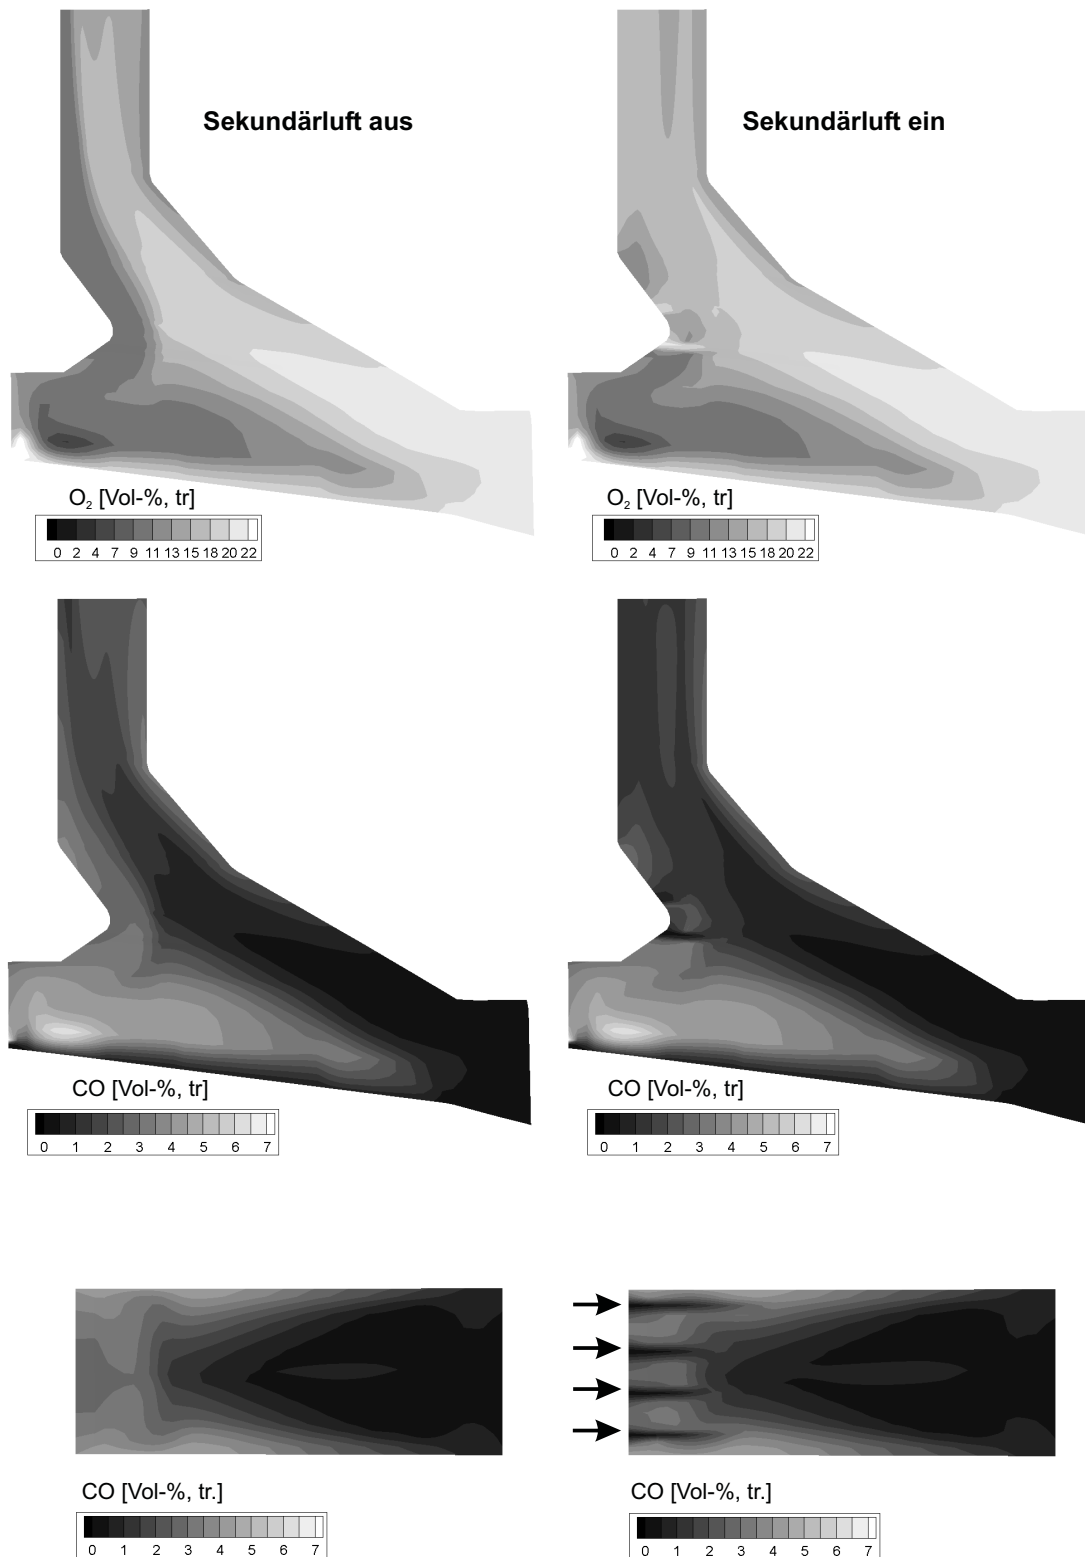 Sekundärluft aus
Sekundärluft ein
O₂ [Vol-%, tr]
0 2 4 7 9 11 13 15 18 20 22
O₂ [Vol-%, tr]
0 2 4 7 9 11 13 15 18 20 22
CO [Vol-%, tr]
0 1 2 3 4 5 6 7
CO [Vol-%, tr]
0 1 2 3 4 5 6 7
CO [Vol-%, tr.]
0 1 2 3 4 5 6 7
CO [Vol-%, tr.]
0 1 2 3 4 5 6 7